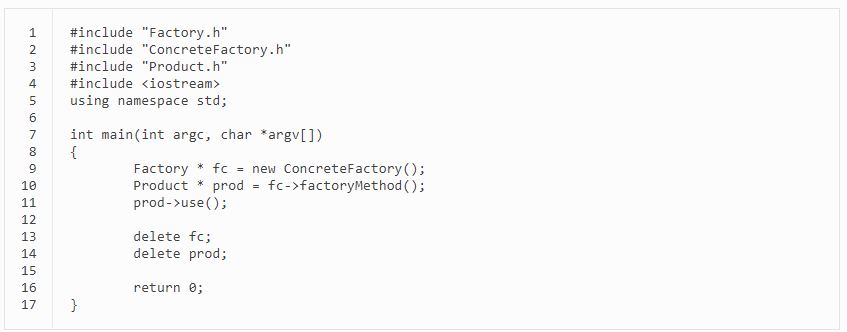 1 #include "Factory.h"
2 #include "ConcreteFactory.h"
3 #include "Product.h"
4 #include <iostream>
5 using namespace std;
6
7 int main(int argc, char *argv[])
8 {
9         Factory * fc = new ConcreteFactory();
10         Product * prod = fc->factoryMethod();
11         prod->use();
12
13         delete fc;
14         delete prod;
15
16         return 0;
17 }